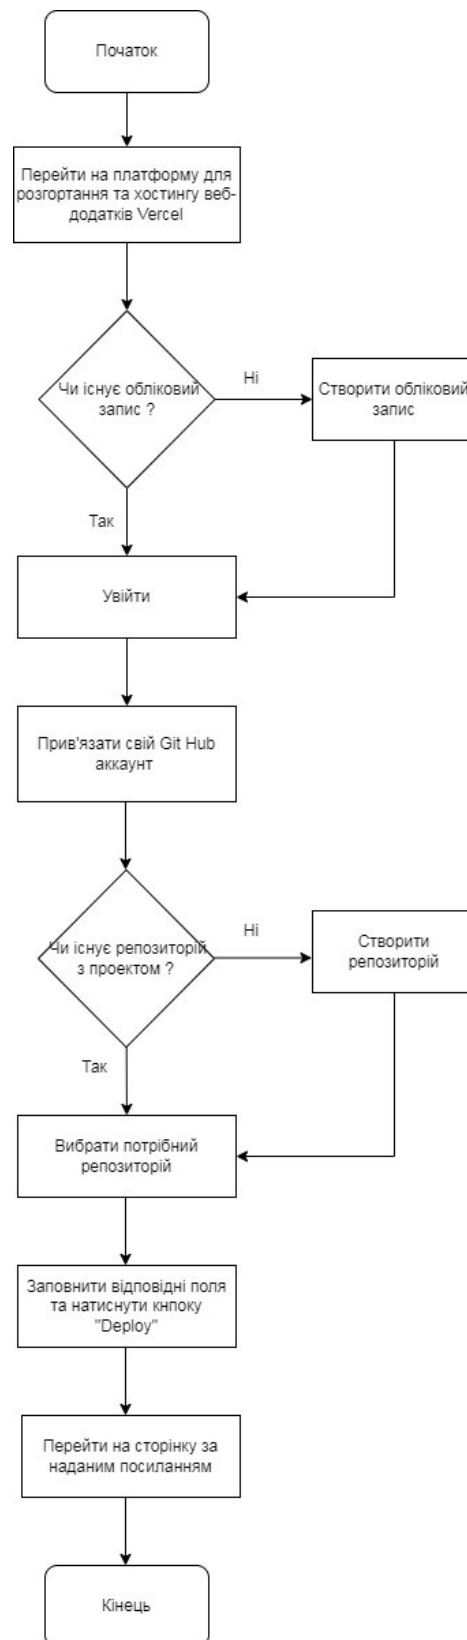 Початок
Перейти на платформу для
розгортання та хостингу веб-
додатків Vercel
Чи існує обліковий
запис ?
Ні
Створити обліковий
запис
Так
Увійти
Прив'язати свій Git Hub
аккаунт
Чи існує репозиторій
з проектом ?
Ні
Створити
репозиторій
Так
Вибрати потрібний
репозиторій
Заповнити відповідні поля
та натиснути кнпоку
"Deploy"
Перейти на сторінку за
наданим посиланням
Кінець